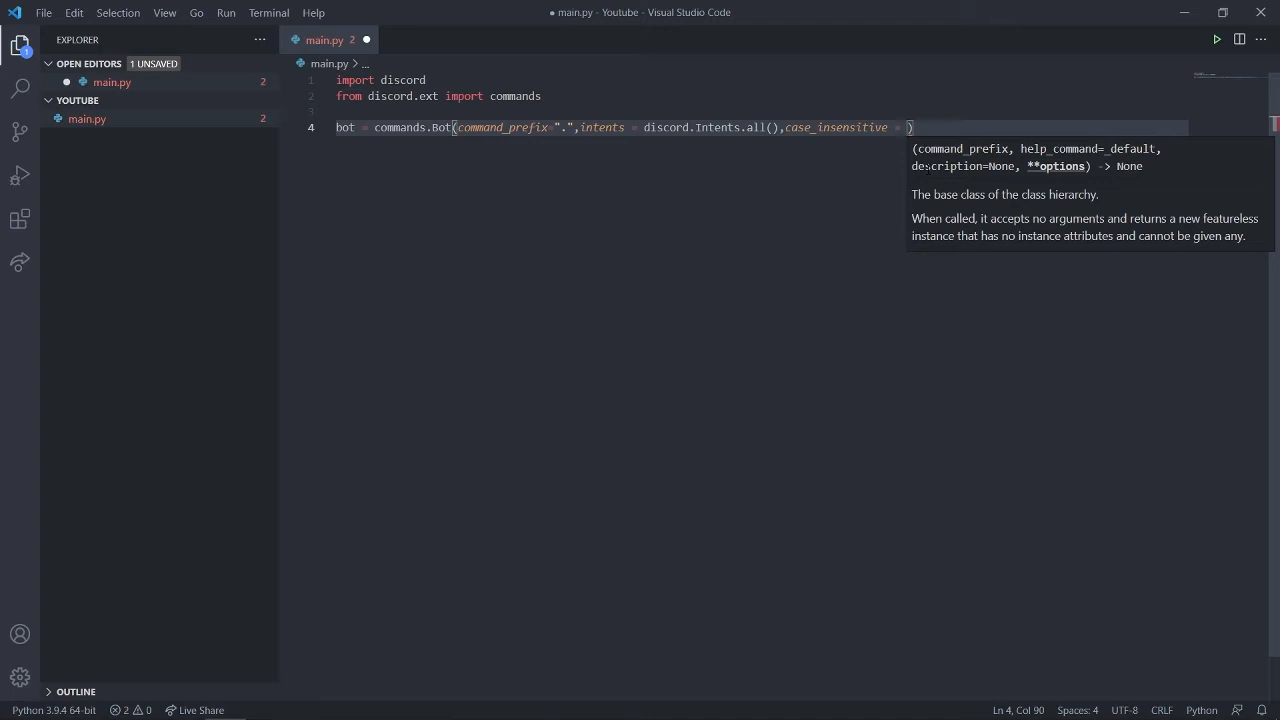 File Edit Selection View Go Run Terminal Help
● main.py - Youtube - Visual Studio Code
EXPLORER
OPEN EDITORS 1 UNSAVED
main.py 2
YOUTUBE
main.py 2
OUTLINE
1
main.py 2
main.py > ...
1 import discord
2 from discord.ext import commands
3
4 bot = commands.Bot(command_prefix=".",intents = discord.Intents.all(),case_insensitive = )
(command_prefix, help_command=_default,
description=None, **options) -> None
The base class of the class hierarchy.
When called, it accepts no arguments and returns a new featureless
instance that has no instance attributes and cannot be given any.
Python 3.9.4 64-bit 2 0 Live Share
Ln 4, Col 90 Spaces: 4 UTF-8 CRLF Python